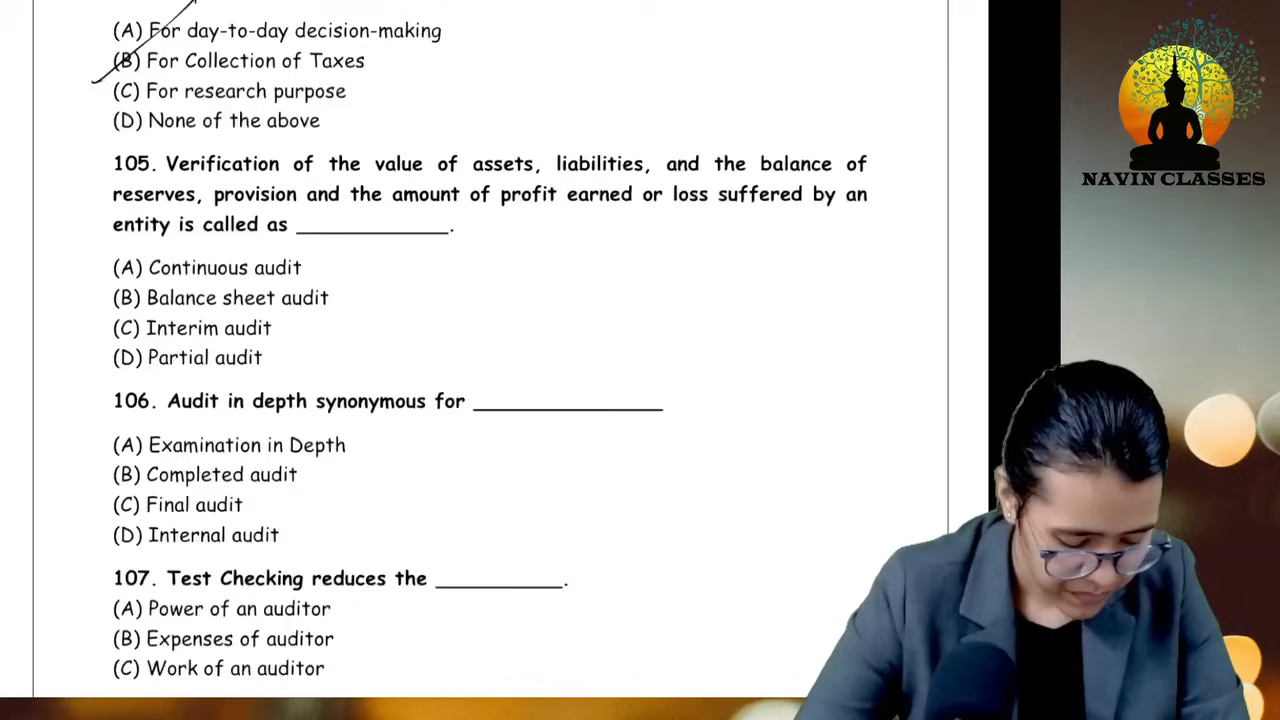 (A) For day-to-day decision-making
(B) For Collection of Taxes
(C) For research purpose
(D) None of the above
105. Verification of the value of assets, liabilities, and the balance of
reserves, provision and the amount of profit earned or loss suffered by an
entity is called as ______________.
(A) Continuous audit
(B) Balance sheet audit
(C) Interim audit
(D) Partial audit
106. Audit in depth synonymous for _________________
(A) Examination in Depth
(B) Completed audit
(C) Final audit
(D) Internal audit
107. Test Checking reduces the ____________.
(A) Power of an auditor
(B) Expenses of auditor
(C) Work of an auditor
NAVIN CLASSES